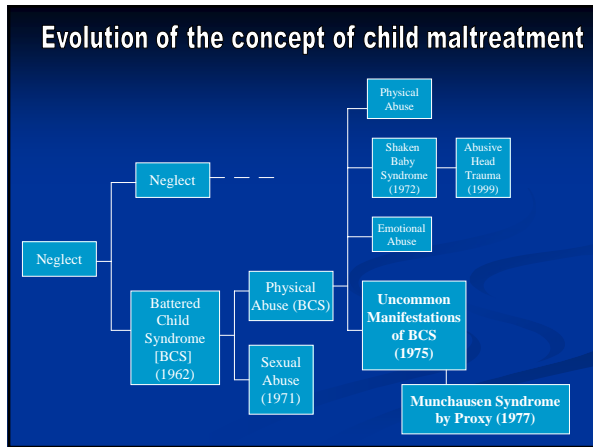 Evolution of the concept of child maltreatment
Physical
Abuse
Shaken
Baby
Syndrome
(1972)
Abusive
Head
Trauma
(1999)
Neglect
Emotional
Abuse
Neglect
Physical
Abuse (BCS)
Uncommon
Manifestations
of BCS
(1975)
Battered
Child
Syndrome
[BCS]
(1962)
Sexual
Abuse
(1971)
Munchausen Syndrome
by Proxy (1977)